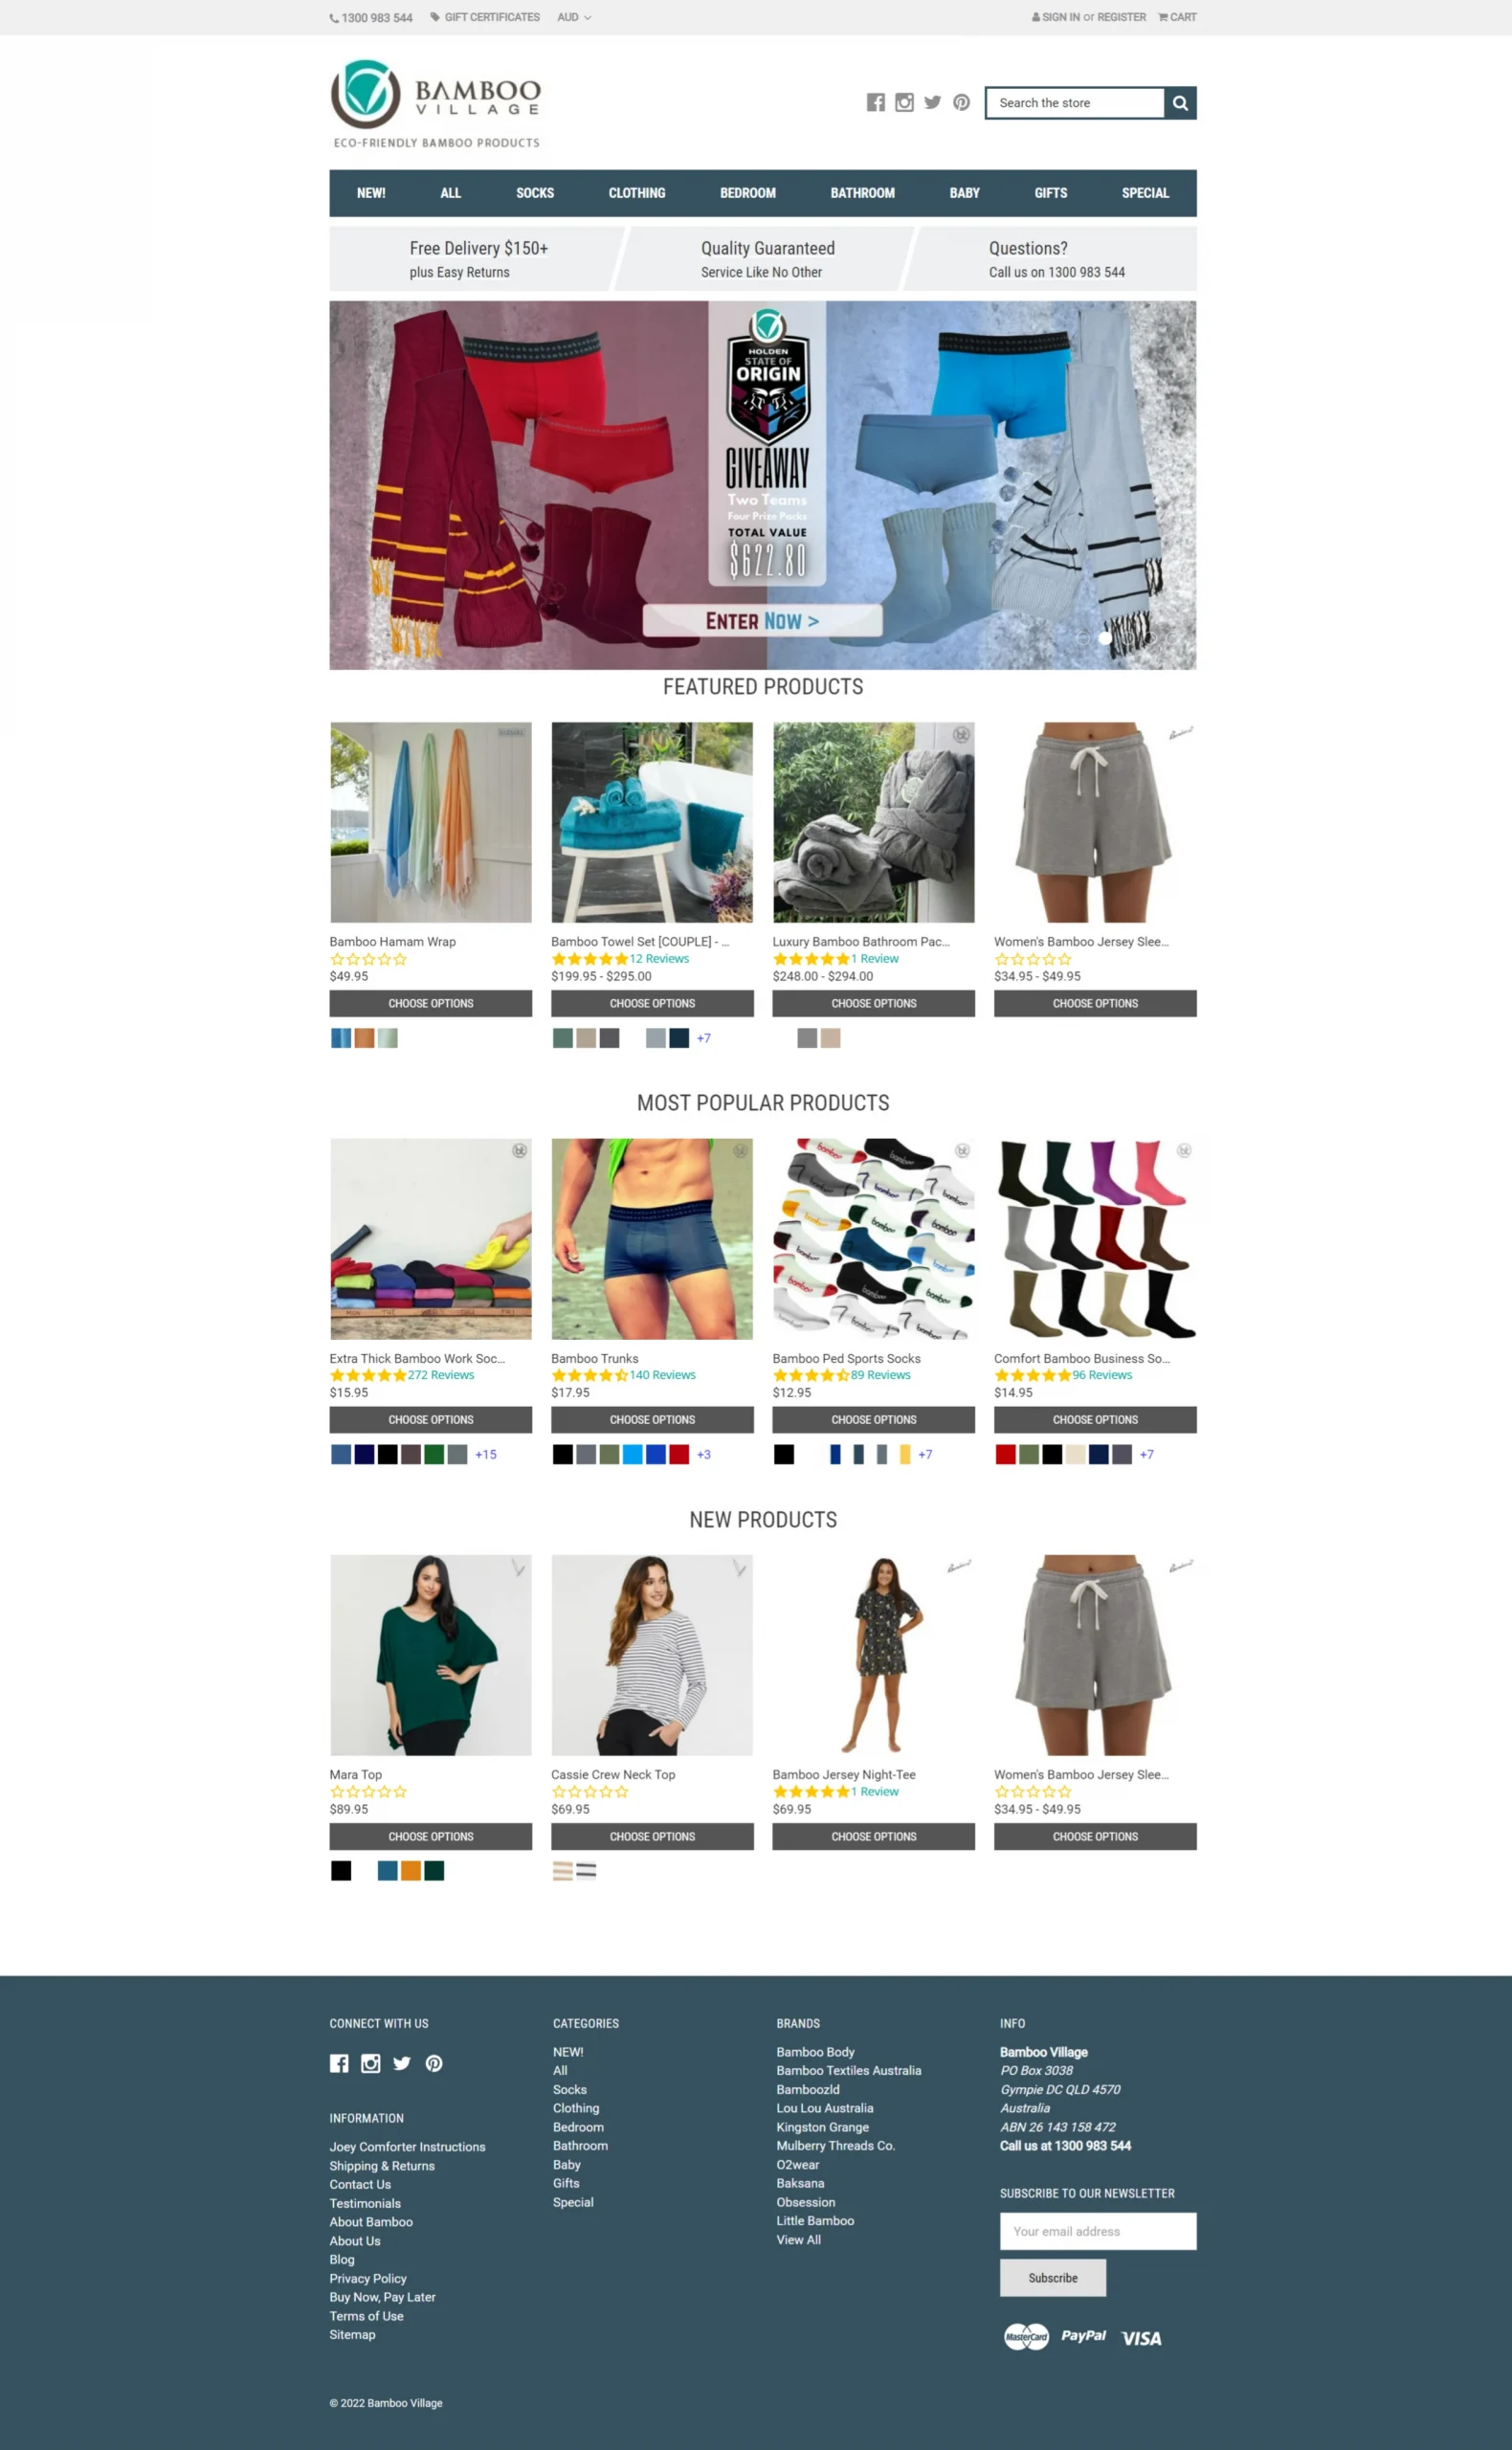 1300 983 544 GIFT CERTIFICATES AUD SIGN IN or REGISTER CART
BAMBOO
VILLAGE
ECO-FRIENDLY BAMBOO PRODUCTS
Search the store
NEW! ALL SOCKS CLOTHING BEDROOM BATHROOM BABY GIFTS SPECIAL
Free Delivery $150+
plus Easy Returns
Quality Guaranteed
Service Like No Other
Questions?
Call us on 1300 983 544
HOLDEN
STATE OF
ORIGIN
GIVEAWAY
Two Teams
Four Prize Packs
TOTAL VALUE
$622.80
ENTER NOW >
FEATURED PRODUCTS
Bamboo Hamam Wrap
$49.95
CHOOSE OPTIONS
Bamboo Towel Set [COUPLE] - ...
12 Reviews
$199.95 - $295.00
CHOOSE OPTIONS
+7
Luxury Bamboo Bathroom Pac...
1 Review
$248.00 - $294.00
CHOOSE OPTIONS
Women's Bamboo Jersey Slee...
$34.95 - $49.95
CHOOSE OPTIONS
MOST POPULAR PRODUCTS
Extra Thick Bamboo Work Soc...
272 Reviews
$15.95
CHOOSE OPTIONS
+15
Bamboo Trunks
140 Reviews
$17.95
CHOOSE OPTIONS
+3
Bamboo Ped Sports Socks
89 Reviews
$12.95
CHOOSE OPTIONS
+7
Comfort Bamboo Business So...
96 Reviews
$14.95
CHOOSE OPTIONS
+7
NEW PRODUCTS
Mara Top
$89.95
CHOOSE OPTIONS
Cassie Crew Neck Top
$69.95
CHOOSE OPTIONS
Bamboo Jersey Night-Tee
1 Review
$69.95
CHOOSE OPTIONS
Women's Bamboo Jersey Slee...
$34.95 - $49.95
CHOOSE OPTIONS
CONNECT WITH US
INFORMATION
Joey Comforter Instructions
Shipping & Returns
Contact Us
Testimonials
About Bamboo
About Us
Blog
Privacy Policy
Buy Now, Pay Later
Terms of Use
Sitemap
CATEGORIES
NEW!
All
Socks
Clothing
Bedroom
Bathroom
Baby
Gifts
Special
BRANDS
Bamboo Body
Bamboo Textiles Australia
Bamboozld
Lou Lou Australia
Kingston Grange
Mulberry Threads Co.
O2wear
Baksana
Obsession
Little Bamboo
View All
INFO
Bamboo Village
PO Box 3038
Gympie DC QLD 4570
Australia
ABN 26 143 158 472
Call us at 1300 983 544
SUBSCRIBE TO OUR NEWSLETTER
Your email address
Subscribe
MasterCard PayPal VISA
© 2022 Bamboo Village